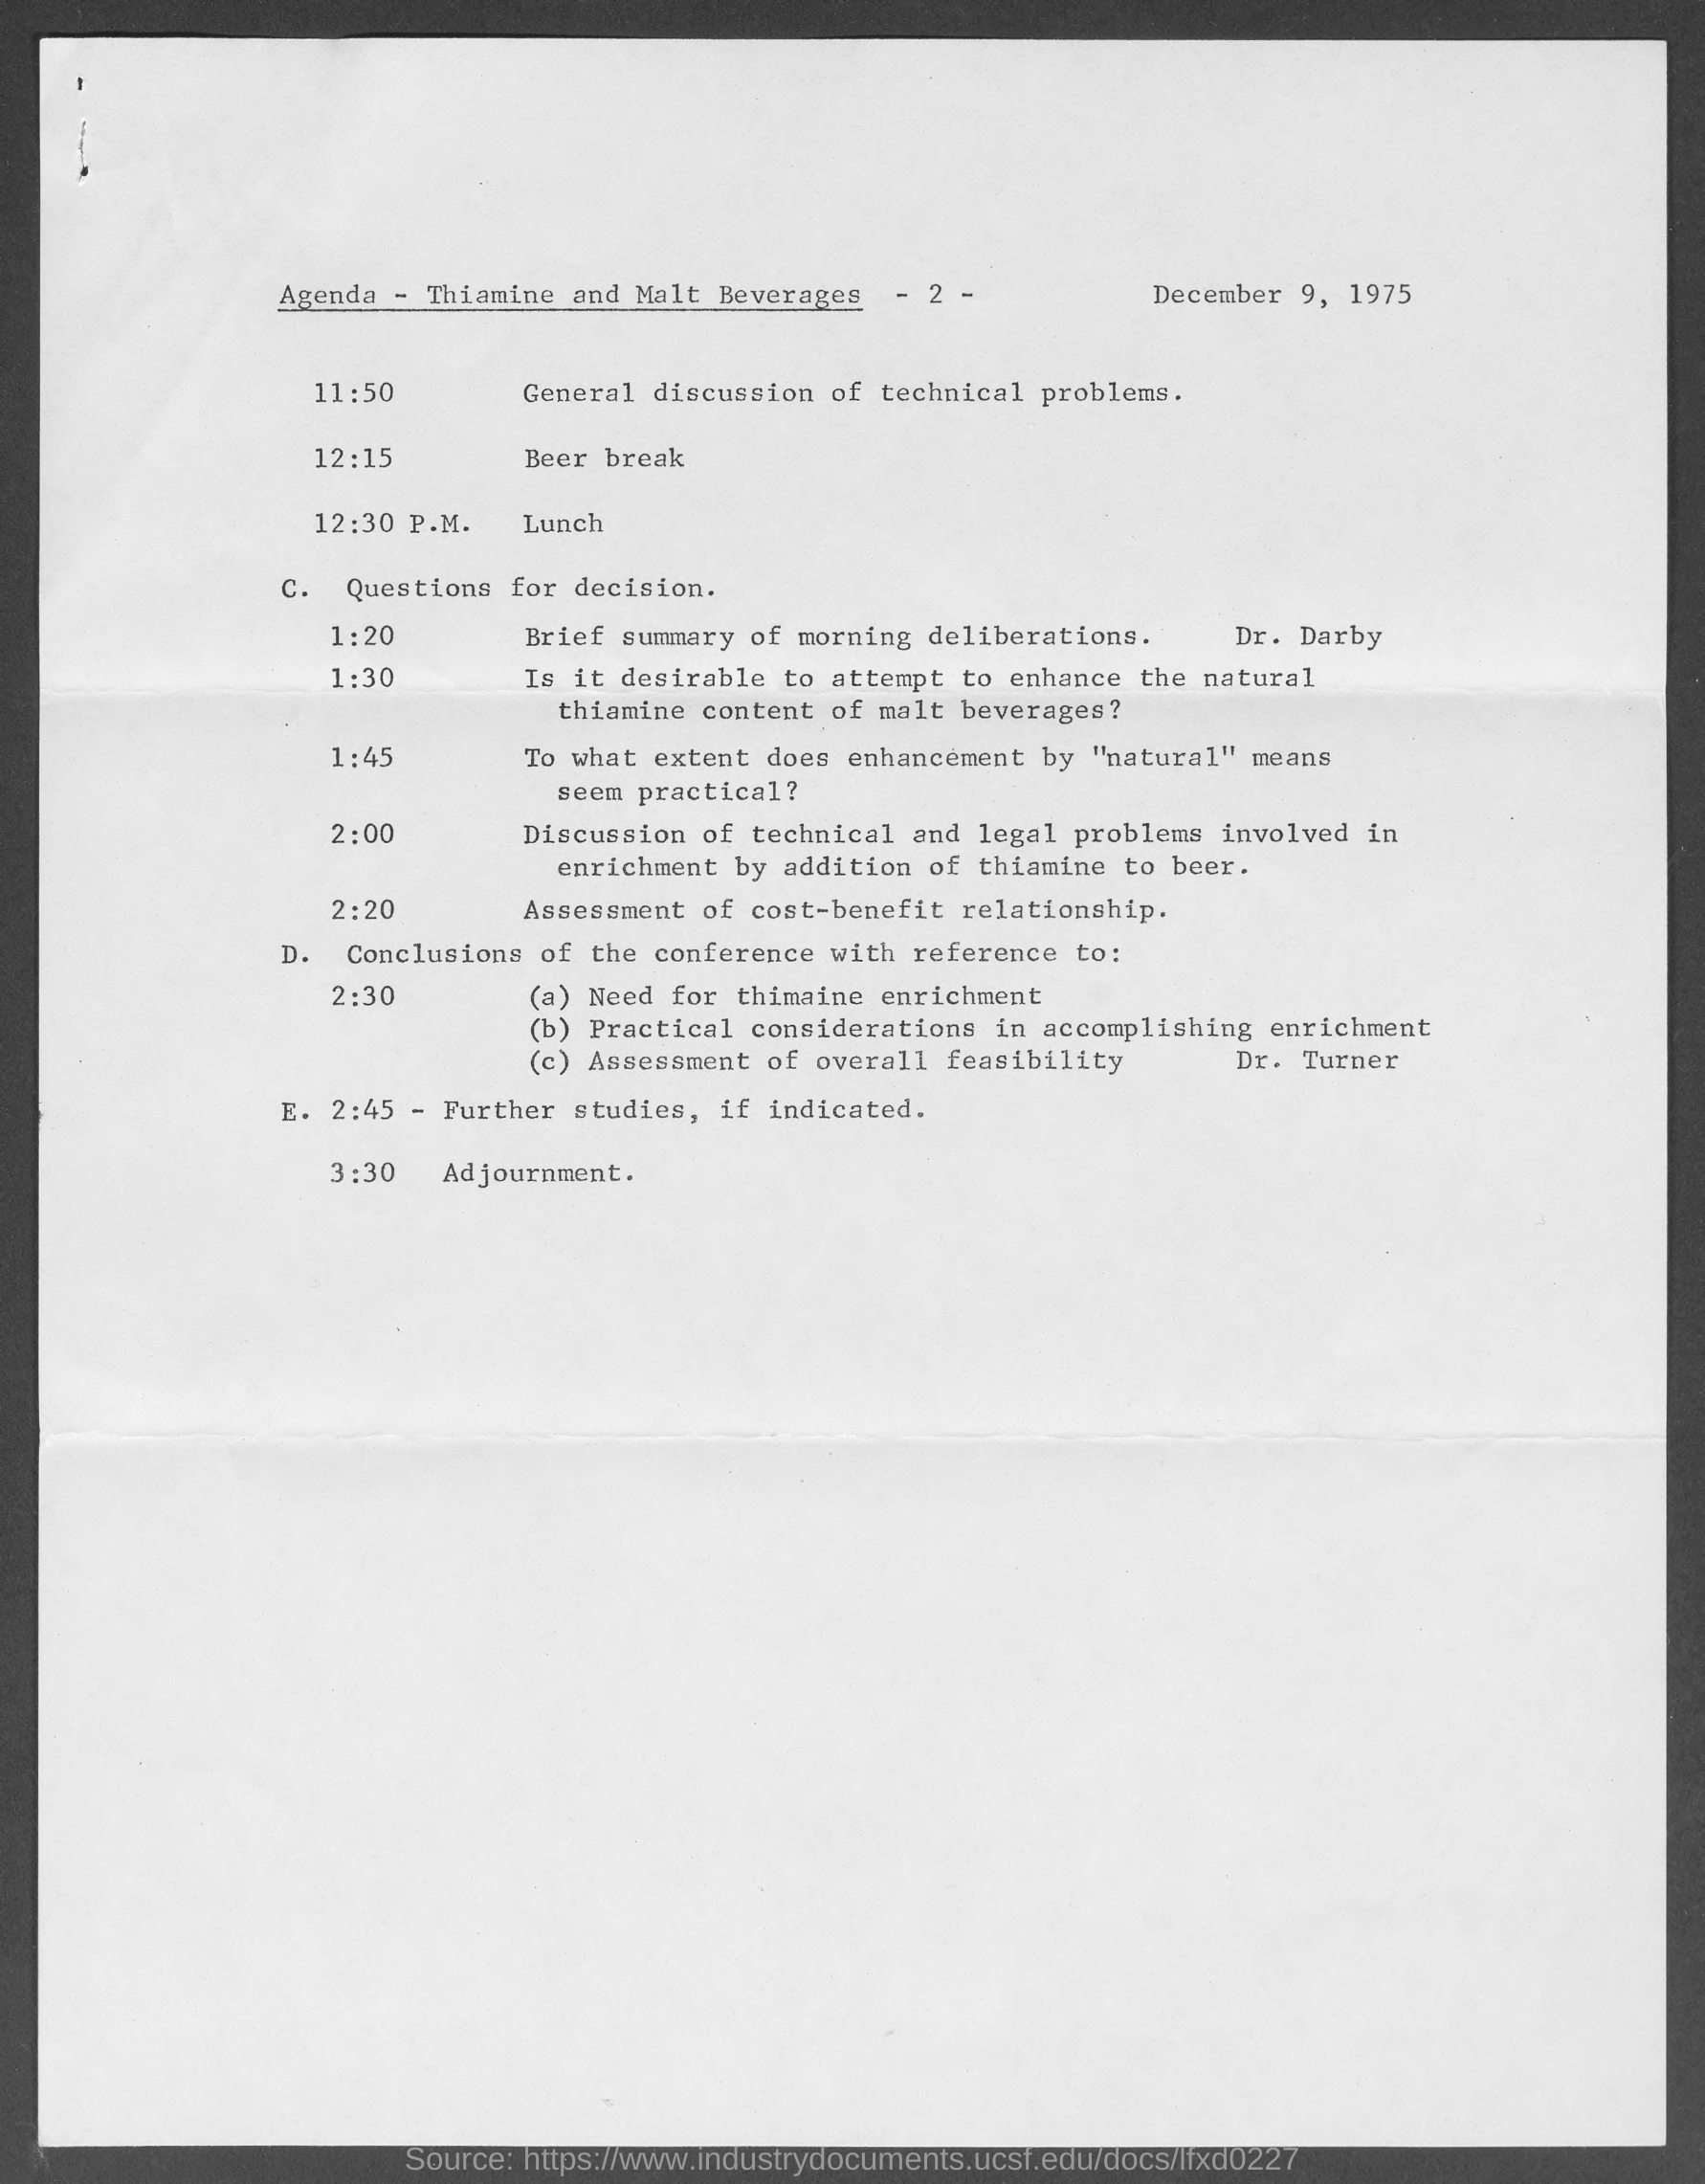 Agenda - Thiamine and Malt Beverages - 2 - December 9, 1975
11:50 General discussion of technical problems.
12:15 Beer break
12:30 P.M. Lunch
C. Questions for decision.
1:20 Brief summary of morning deliberations. Dr. Darby
1:30 Is it desirable to attempt to enhance the natural
thiamine content of malt beverages?
1:45 To what extent does enhancement by "natural" means
seem practical?
2:00 Discussion of technical and legal problems involved in
enrichment by addition of thiamine to beer.
2:20 Assessment of cost-benefit relationship.
D. Conclusions of the conference with reference to:
2:30 (a) Need for thimaine enrichment
(b) Practical considerations in accomplishing enrichment
(c) Assessment of overall feasibility Dr. Turner
E. 2:45 - Further studies, if indicated.
3:30 Adjournment.
Source: https://www.industrydocuments.ucsf.edu/docs/lfxd0227